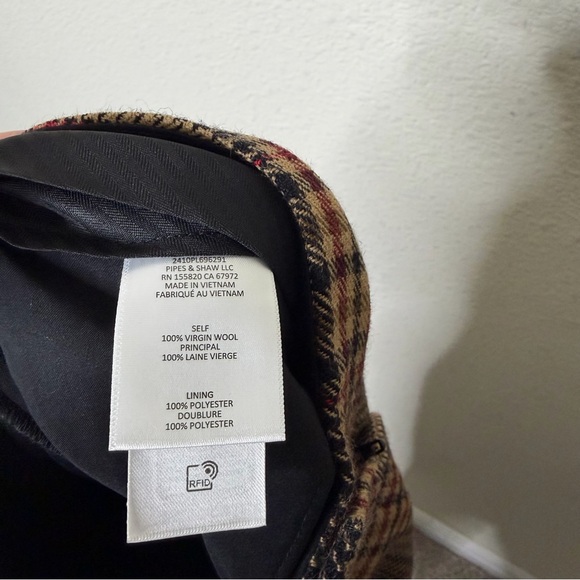 2410PL696291
PIPES & SHAW LLC
RN 155820 CA 67972
MADE IN VIETNAM
FABRIQUÉ AU VIETNAM
SELF
100% VIRGIN WOOL
PRINCIPAL
100% LAINE VIERGE
LINING
100% POLYESTER
DOUBLURE
100% POLYESTER
RFID